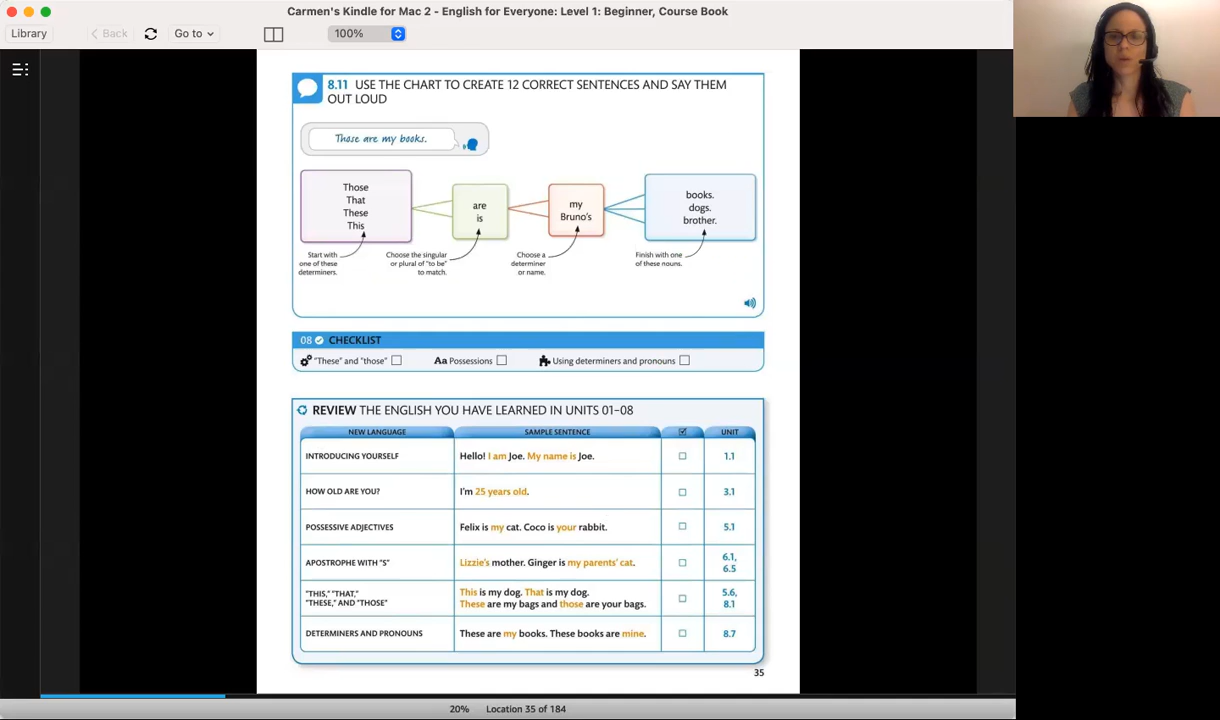 Carmen's Kindle for Mac 2 - English for Everyone: Level 1: Beginner, Course Book
Library
Back
Go to
100%
8.11 USE THE CHART TO CREATE 12 CORRECT SENTENCES AND SAY THEM
OUT LOUD
Those are my books.
Those
That
These
This
are
is
my
Bruno's
books.
dogs.
brother.
Start with
one of these
determiners.
Choose the singular
or plural of "to be"
to match.
Choose a
determiner
or name.
Finish with one
of these nouns.
08 CHECKLIST
"These" and "those"
Aa Possessions
Using determiners and pronouns
REVIEW THE ENGLISH YOU HAVE LEARNED IN UNITS 01–08
NEW LANGUAGE SAMPLE SENTENCE UNIT
INTRODUCING YOURSELF Hello! I am Joe. My name is Joe. 1.1
HOW OLD ARE YOU? I'm 25 years old. 3.1
POSSESSIVE ADJECTIVES Felix is my cat. Coco is your rabbit. 5.1
APOSTROPHE WITH "S" Lizzie's mother. Ginger is my parents' cat. 6.1,
6.5
"THIS," "THAT," This is my dog. That is my dog. 5.6,
"THESE," AND "THOSE" These are my bags and those are your bags. 8.1
DETERMINERS AND PRONOUNS These are my books. These books are mine. 8.7
35
20% Location 35 of 184